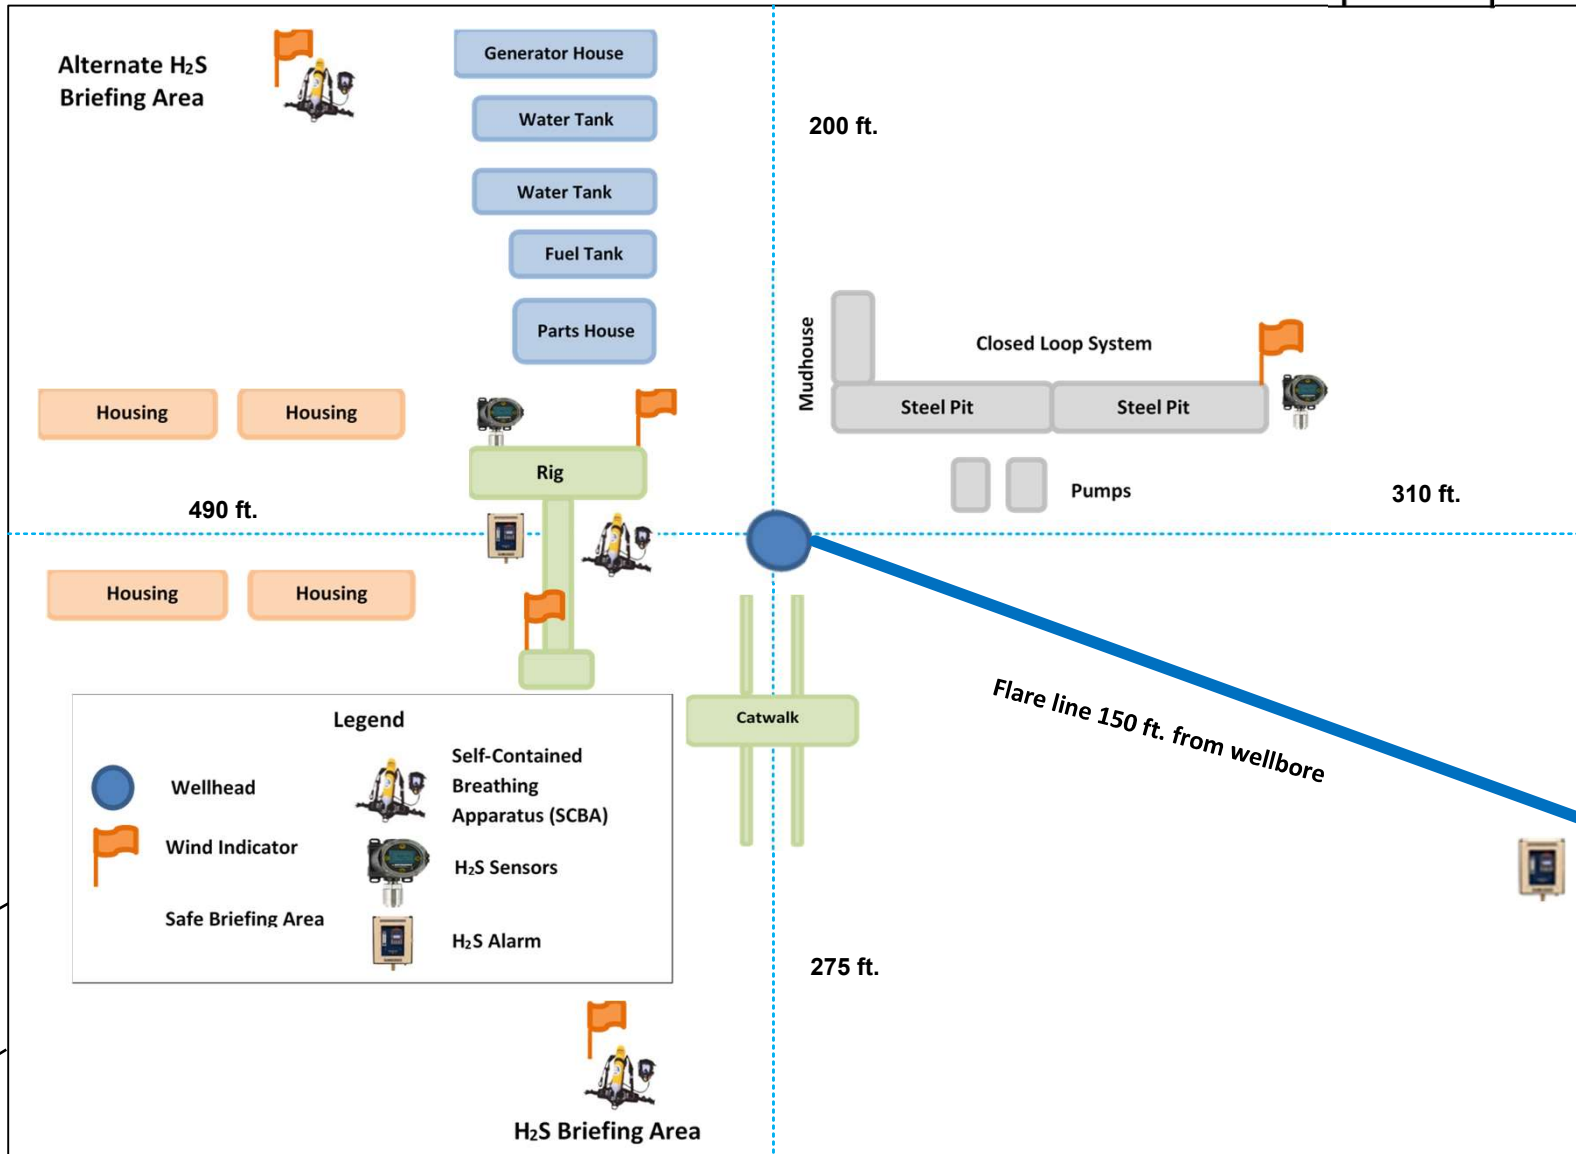 Alternate H₂S
Briefing Area
Generator House
Water Tank
200 ft.
Water Tank
Fuel Tank
Parts House
Mudhouse
Closed Loop System
Housing
Housing
Steel Pit
Steel Pit
Rig
Pumps
310 ft.
490 ft.
Housing
Housing
Flare line 150 ft. from wellbore
Catwalk
Legend
Wellhead
Self-Contained
Breathing
Apparatus (SCBA)
Wind Indicator
H₂S Sensors
Safe Briefing Area
H₂S Alarm
275 ft.
H₂S Briefing Area